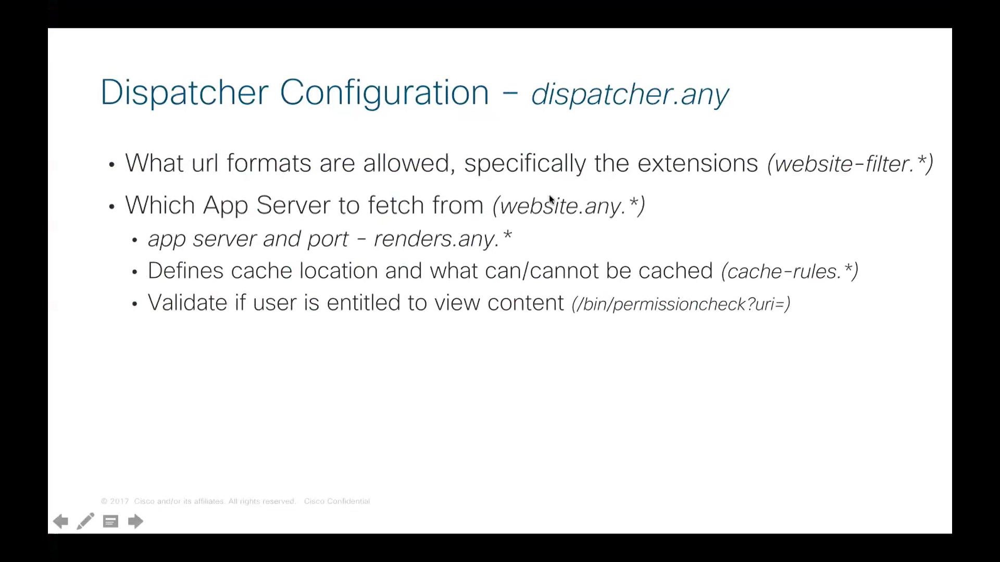 Dispatcher Configuration – dispatcher.any
• What url formats are allowed, specifically the extensions (website-filter.*)
• Which App Server to fetch from (website.any.*)
• app server and port – renders.any.*
• Defines cache location and what can/cannot be cached (cache-rules.*)
• Validate if user is entitled to view content (/bin/permissioncheck?uri=)
© 2017 Cisco and/or its affiliates. All rights reserved. Cisco Confidential